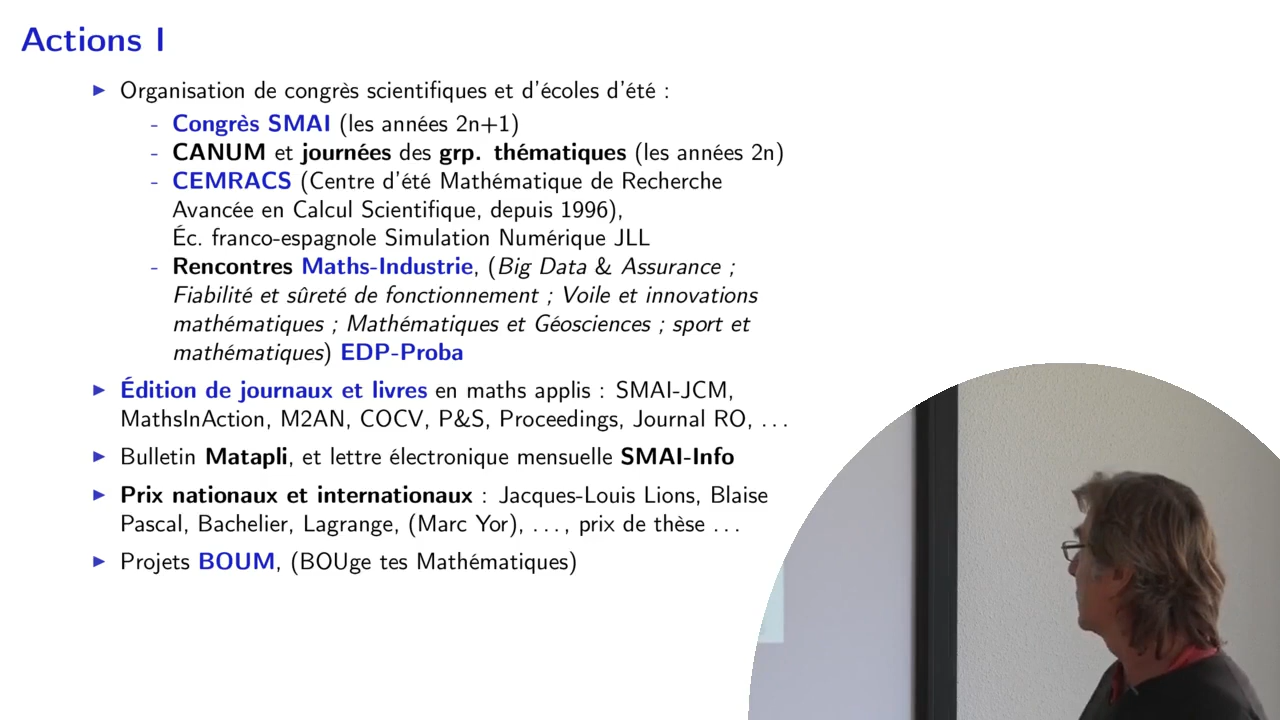 Actions I
► Organisation de congrès scientifiques et d'écoles d'été :
- Congrès SMAI (les années 2n+1)
- CANUM et journées des grp. thématiques (les années 2n)
- CEMRACS (Centre d'été Mathématique de Recherche
Avancée en Calcul Scientifique, depuis 1996),
Éc. franco-espagnole Simulation Numérique JLL
- Rencontres Maths-Industrie, (Big Data & Assurance ;
Fiabilité et sûreté de fonctionnement ; Voile et innovations
mathématiques ; Mathématiques et Géosciences ; sport et
mathématiques) EDP-Proba
► Édition de journaux et livres en maths applis : SMAI-JCM,
MathsInAction, M2AN, COCV, P&S, Proceedings, Journal RO, ...
► Bulletin Matapli, et lettre électronique mensuelle SMAI-Info
► Prix nationaux et internationaux : Jacques-Louis Lions, Blaise
Pascal, Bachelier, Lagrange, (Marc Yor), ..., prix de thèse ...
► Projets BOUM, (BOUge tes Mathématiques)